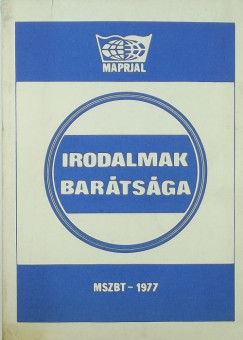 MAPRJAL
IRODALMAK
BARÁTSÁGA
MSZBT - 1977